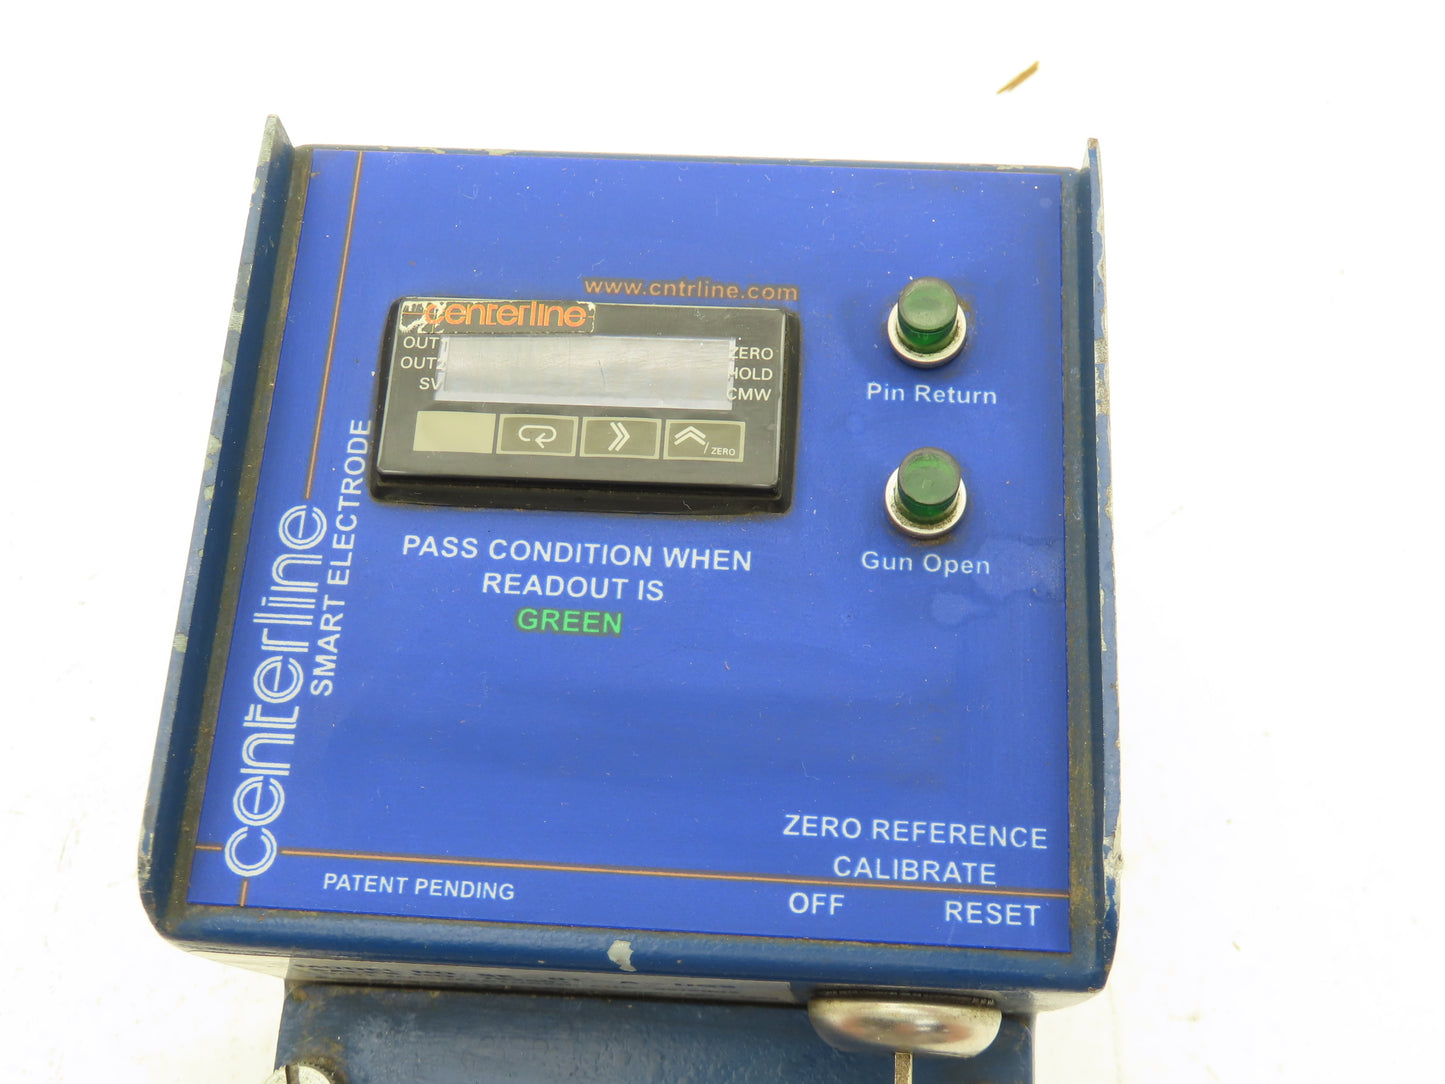 www.cntrline.com
centerline
OUT1
OUT2
SV
ZERO
HOLD
CMW
/ZERO
Pin Return
Gun Open
PASS CONDITION WHEN
READOUT IS
GREEN
centerline
SMART ELECTRODE
ZERO REFERENCE
CALIBRATE
OFF RESET
PATENT PENDING